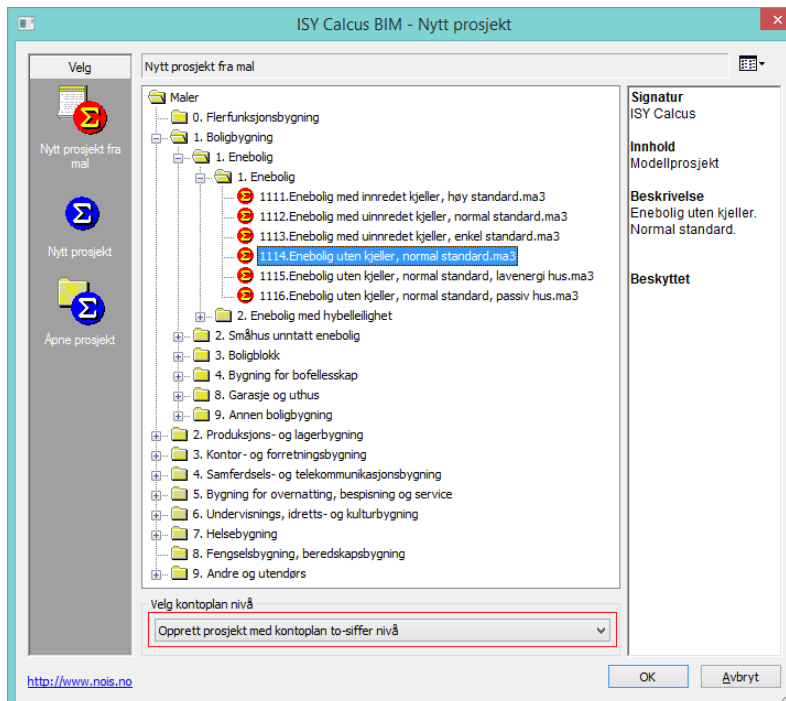 ISY Calcus BIM - Nytt prosjekt
Velg
Nytt prosjekt fra mal
Nytt prosjekt fra
mal
Nytt prosjekt
Åpne prosjekt
Maler
0. Flerfunksjonsbygning
1. Boligbygning
1. Enebolig
1. Enebolig
1111.Enebolig med innredet kjeller, høy standard.ma3
1112.Enebolig med uinnredet kjeller, normal standard.ma3
1113.Enebolig med uinnredet kjeller, enkel standard.ma3
1114.Enebolig uten kjeller, normal standard.ma3
1115.Enebolig uten kjeller, normal standard, lavenergi hus.ma3
1116.Enebolig uten kjeller, normal standard, passiv hus.ma3
2. Enebolig med hybelleilighet
2. Småhus unntatt enebolig
3. Boligblokk
4. Bygning for bofellesskap
8. Garasje og uthus
9. Annen boligbygning
2. Produksjons- og lagerbygning
3. Kontor- og forretningsbygning
4. Samferdsels- og telekommunikasjonsbygning
5. Bygning for overnatting, bespisning og service
6. Undervisnings, idretts- og kulturbygning
7. Helsebygning
8. Fengselsbygning, beredskapsbygning
9. Andre og utendørs
Signatur
ISY Calcus
Innhold
Modellprosjekt
Beskrivelse
Enebolig uten kjeller.
Normal standard.
Beskyttet
Velg kontoplan nivå
Opprett prosjekt med kontoplan to-siffer nivå
http://www.nois.no
OK
Avbryt